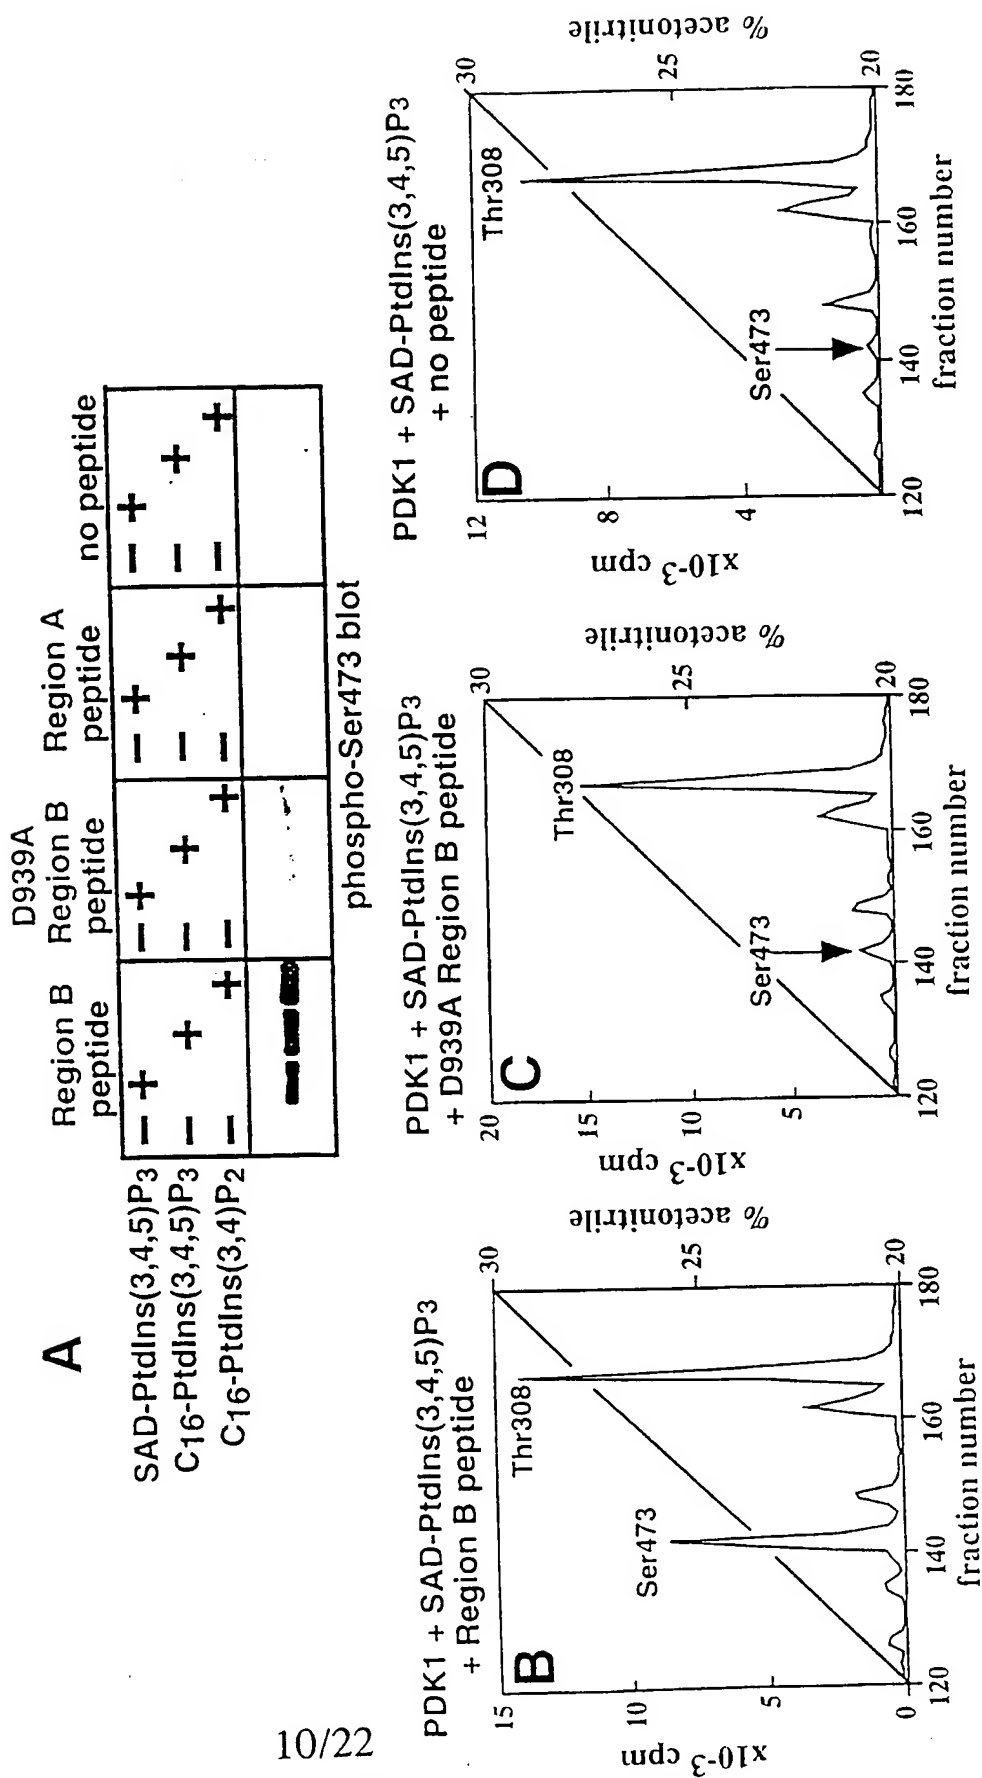 10/22
A
Region B
peptide
D939A
Region B
peptide
Region A
peptide
no peptide
SAD-PtdIns(3,4,5)P3 − + − + − + − +
C16-PtdIns(3,4,5)P3 − + − + − + − +
C16-PtdIns(3,4)P2 − + − + − + − +
phospho-Ser473 blot
PDK1 + SAD-PtdIns(3,4,5)P3
+ Region B peptide
B
x10-3 cpm
15
10
5
0
Ser473
Thr308
30
25
20
% acetonitrile
120 140 160 180
fraction number
PDK1 + SAD-PtdIns(3,4,5)P3
+ D939A Region B peptide
C
x10-3 cpm
20
15
10
5
Ser473
Thr308
30
25
20
% acetonitrile
120 140 160 180
fraction number
PDK1 + SAD-PtdIns(3,4,5)P3
+ no peptide
D
x10-3 cpm
12
8
4
Ser473
Thr308
30
25
20
% acetonitrile
120 140 160 180
fraction number